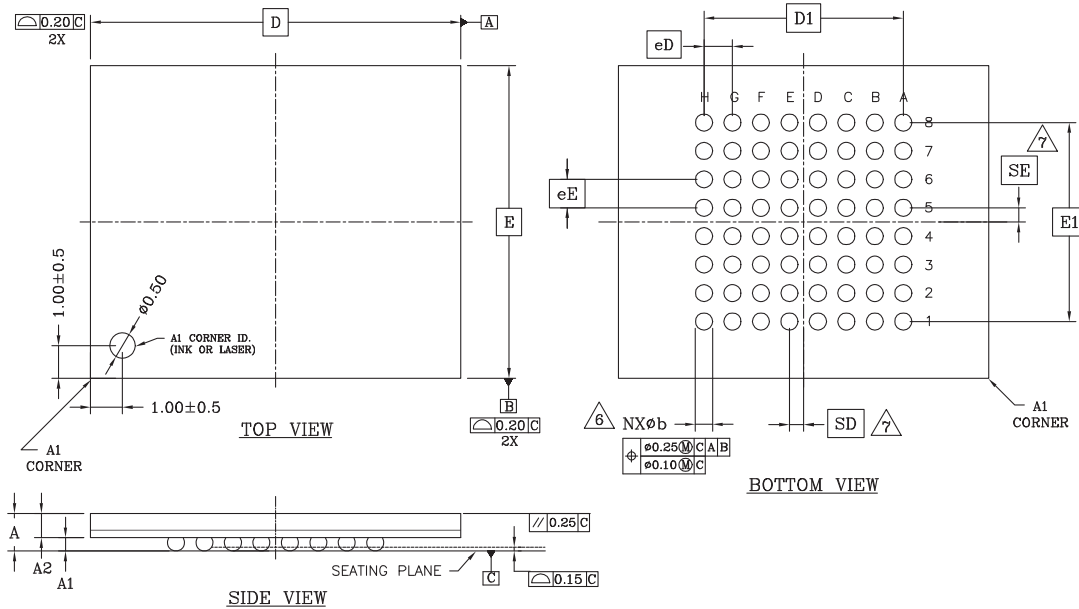 ⌓ 0.20 C
2X
D
A
E
1.00±0.5
ø0.50
A1 CORNER ID.
(INK OR LASER)
1.00±0.5
A1
CORNER
TOP VIEW
B
⌓ 0.20 C
2X
D1
eD
H G F E D C B A
8
7
6
5
4
3
2
1
7
SE
eE
E1
6 NXøb
ø0.25Ⓜ C A B
ø0.10Ⓜ C
SD 7
A1
CORNER
BOTTOM VIEW
A
A2
A1
// 0.25 C
SEATING PLANE
C
⌓ 0.15 C
SIDE VIEW